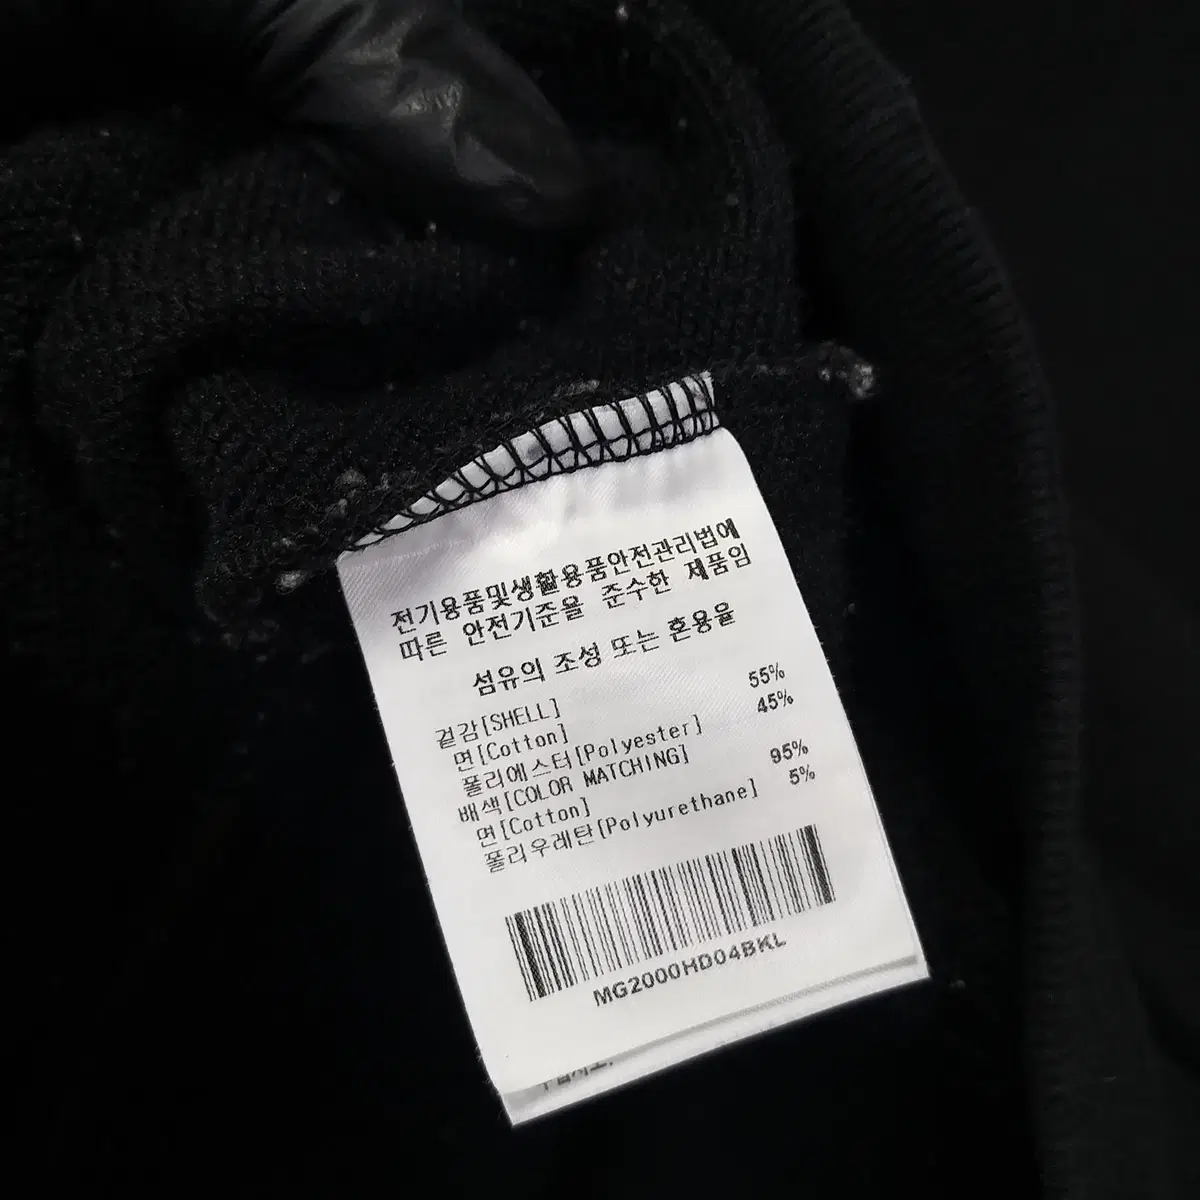 전기용품및생활용품안전관리법에
따른 안전기준을 준수한 제품임
섬유의 조성 또는 혼용율
겉감[SHELL]
면[Cotton] 55%
폴리에스터[Polyester] 45%
배색[COLOR MATCHING]
면[Cotton] 95%
폴리우레탄[Polyurethane] 5%
MG2000HD04BKL